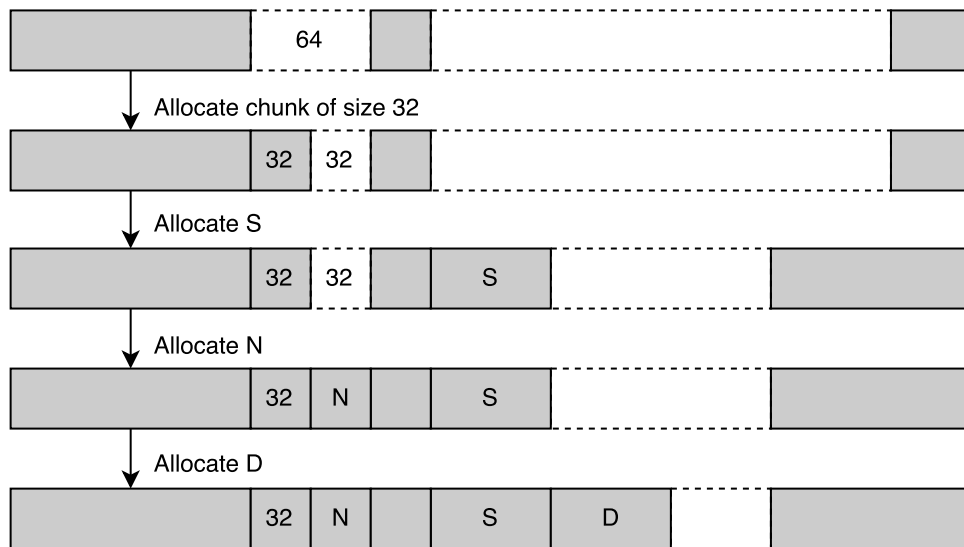 64
Allocate chunk of size 32
32 32
Allocate S
32 32 S
Allocate N
32 N S
Allocate D
32 N S D